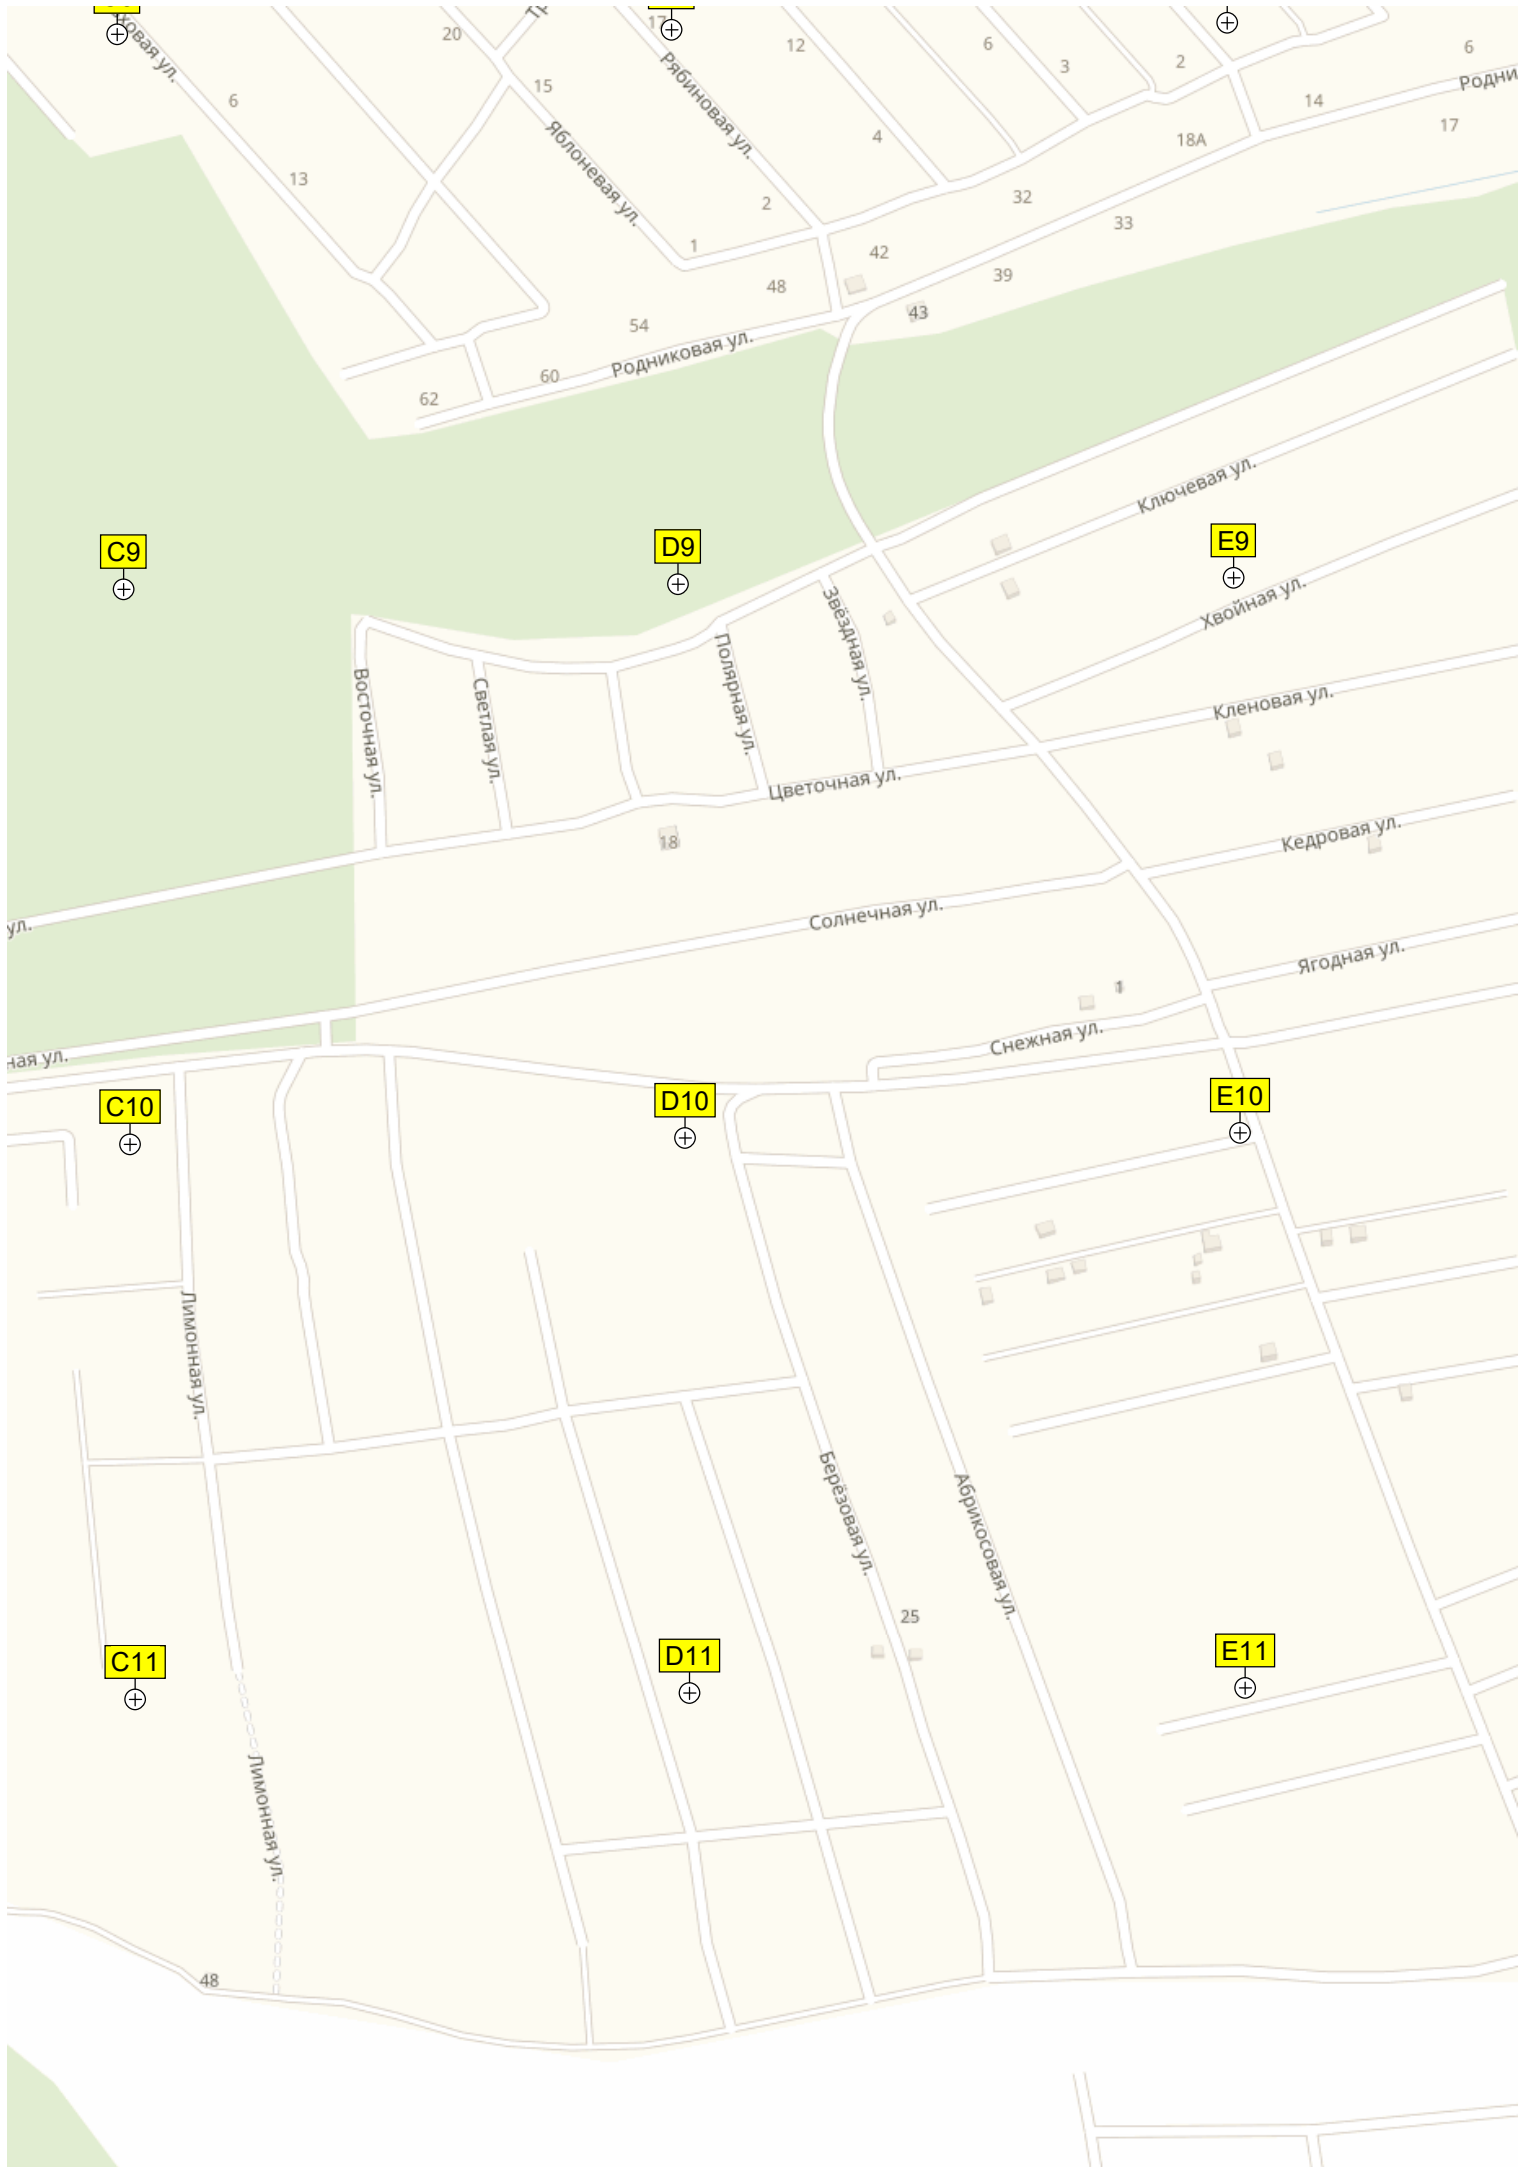 20
17
12
6
3
2
6
Рябиновая ул.
15
6
14
17
18А
4
Яблоневая ул.
13
2
32
33
1
42
48
39
43
54
Родниковая ул.
60
62
Ключевая ул.
C9
D9
E9
Хвойная ул.
Звёздная ул.
Полярная ул.
Восточная ул.
Светлая ул.
Кленовая ул.
Цветочная ул.
18
Кедровая ул.
Солнечная ул.
ул.
Ягодная ул.
1
Снежная ул.
ная ул.
C10
D10
E10
Лимонная ул.
Берёзовая ул.
Абрикосовая ул.
25
C11
D11
E11
Лимонная ул.
48